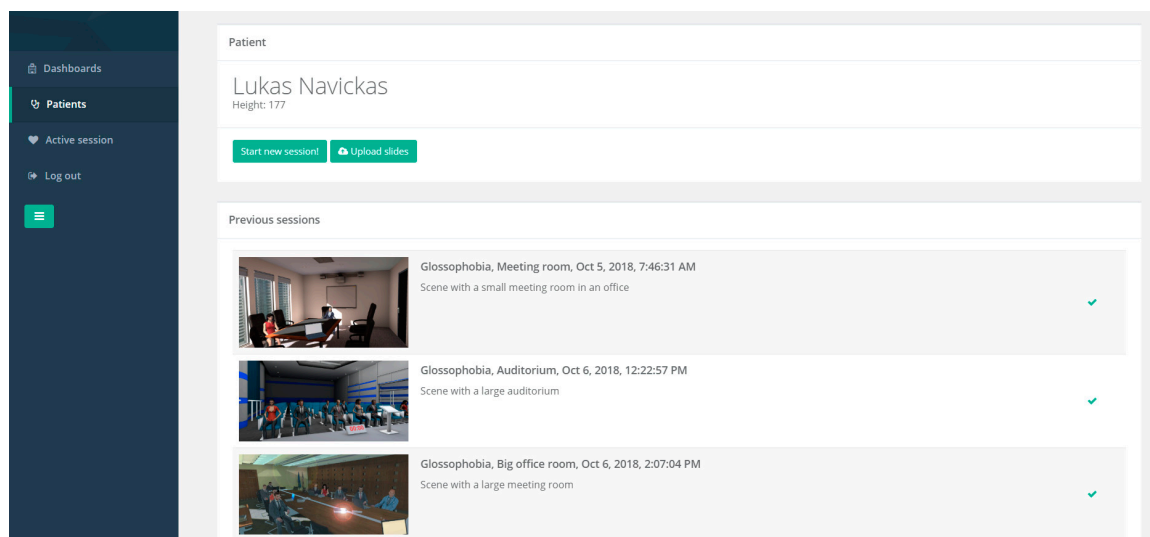 Dashboards
Patients
Active session
Log out
Patient
Lukas Navickas
Height: 177
Start new session!
Upload slides
Previous sessions
Glossophobia, Meeting room, Oct 5, 2018, 7:46:31 AM
Scene with a small meeting room in an office
Glossophobia, Auditorium, Oct 6, 2018, 12:22:57 PM
Scene with a large auditorium
Glossophobia, Big office room, Oct 6, 2018, 2:07:04 PM
Scene with a large meeting room